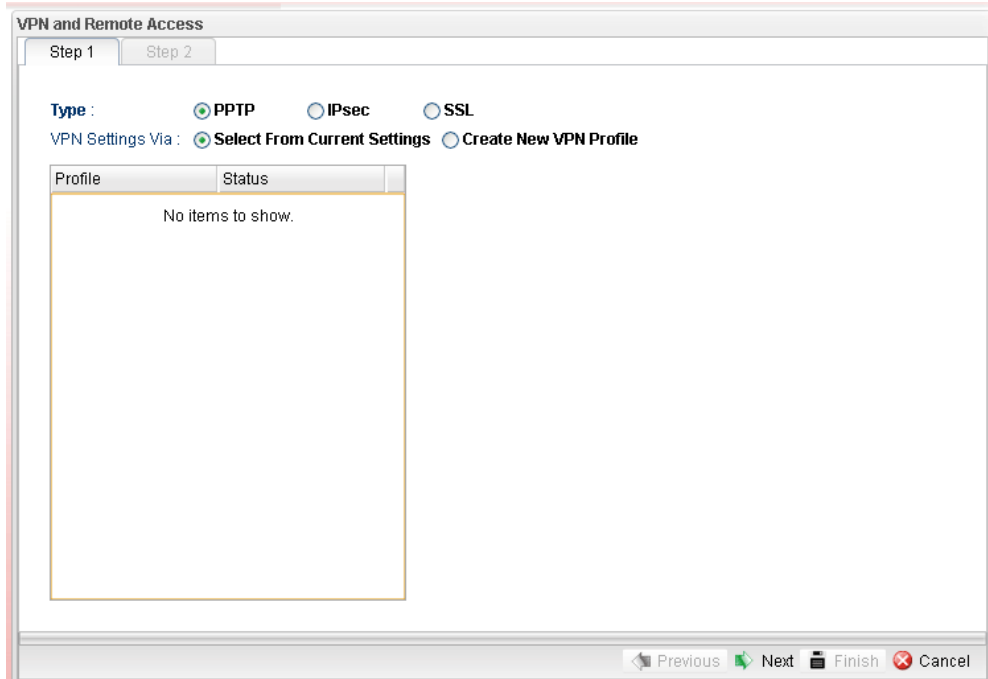 VPN and Remote Access
Step 1 Step 2
Type : PPTP IPsec SSL
VPN Settings Via : Select From Current Settings Create New VPN Profile
Profile Status
No items to show.
Previous Next Finish Cancel